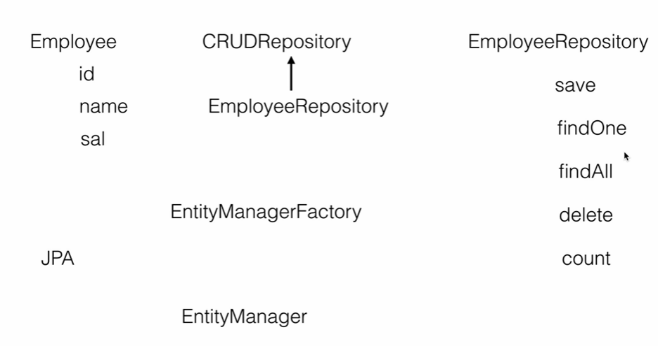 Employee
id
name
sal
JPA
CRUDRepository
EmployeeRepository
EntityManagerFactory
EntityManager
EmployeeRepository
save
findOne
findAll
delete
count